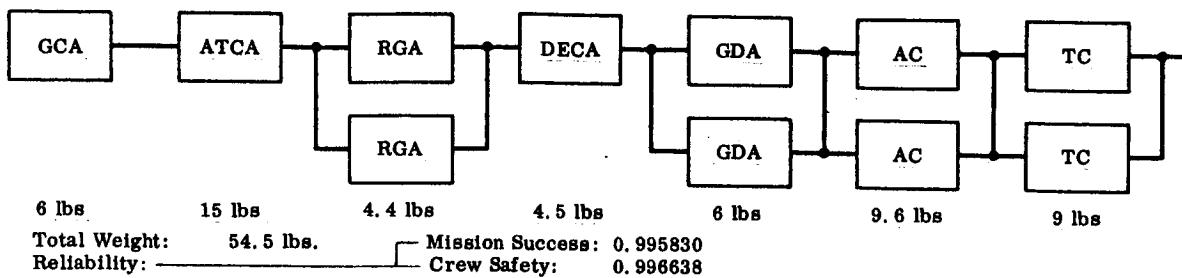 GCA ATCA RGA DECA GDA AC TC
RGA GDA AC TC
6 lbs 15 lbs 4.4 lbs 4.5 lbs 6 lbs 9.6 lbs 9 lbs
Total Weight: 54.5 lbs. Mission Success: 0.995830
Reliability: Crew Safety: 0.996638